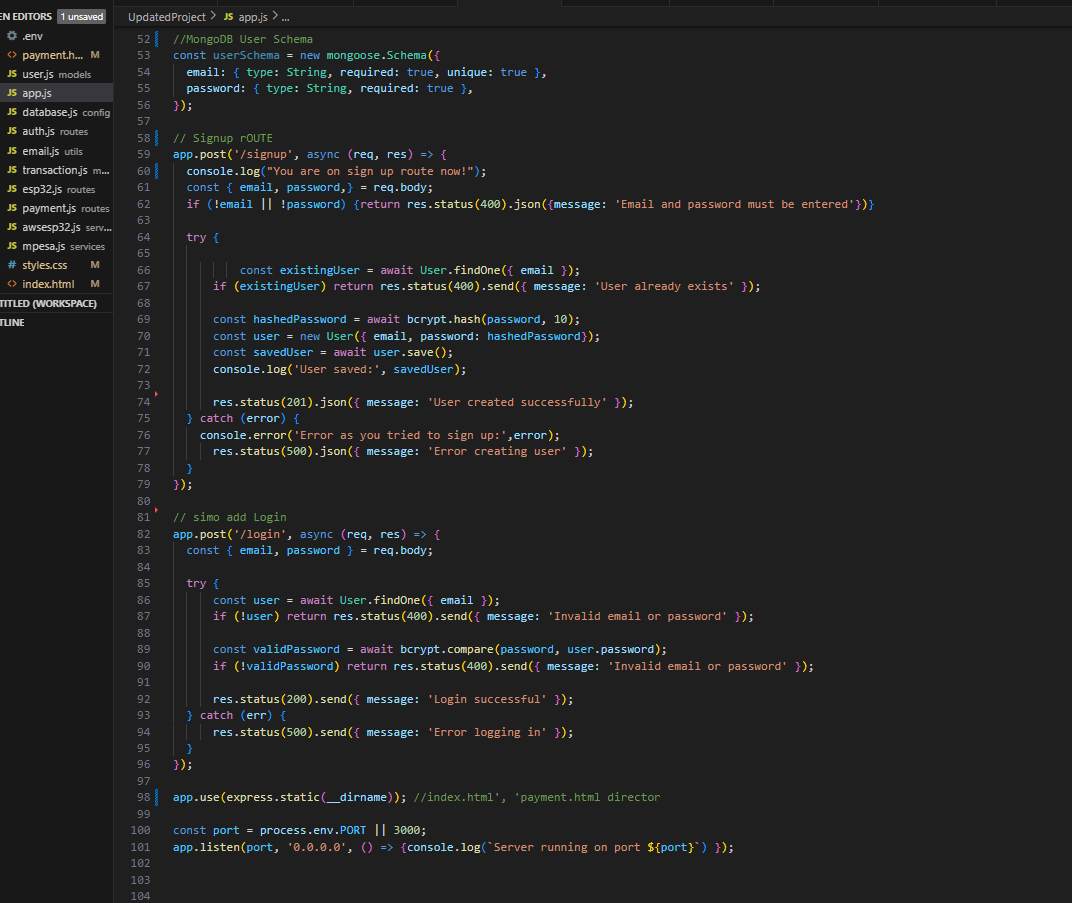 EN EDITORS 1 unsaved
.env
payment.h... M
user.js models
app.js
database.js config
auth.js routes
email.js utils
transaction.js m...
esp32.js routes
payment.js routes
awsesp32.js serv...
mpesa.js services
# styles.css M
<> index.html M
TITLED (WORKSPACE)
TLINE
UpdatedProject > JS app.js > ...
52 //MongoDB User Schema
53 const userSchema = new mongoose.Schema({
54 email: { type: String, required: true, unique: true },
55 password: { type: String, required: true },
56 });
57
58 // Signup rOUTE
59 app.post('/signup', async (req, res) => {
60 console.log("You are on sign up route now!");
61 const { email, password,} = req.body;
62 if (!email || !password) {return res.status(400).json({message: 'Email and password must be entered'})}
63
64 try {
65
66 const existingUser = await User.findOne({ email });
67 if (existingUser) return res.status(400).send({ message: 'User already exists' });
68
69 const hashedPassword = await bcrypt.hash(password, 10);
70 const user = new User({ email, password: hashedPassword});
71 const savedUser = await user.save();
72 console.log('User saved:', savedUser);
73
74 res.status(201).json({ message: 'User created successfully' });
75 } catch (error) {
76 console.error('Error as you tried to sign up:',error);
77 res.status(500).json({ message: 'Error creating user' });
78 }
79 });
80
81 // simo add Login
82 app.post('/login', async (req, res) => {
83 const { email, password } = req.body;
84
85 try {
86 const user = await User.findOne({ email });
87 if (!user) return res.status(400).send({ message: 'Invalid email or password' });
88
89 const validPassword = await bcrypt.compare(password, user.password);
90 if (!validPassword) return res.status(400).send({ message: 'Invalid email or password' });
91
92 res.status(200).send({ message: 'Login successful' });
93 } catch (err) {
94 res.status(500).send({ message: 'Error logging in' });
95 }
96 });
97
98 app.use(express.static(__dirname)); //index.html', 'payment.html director
99
100 const port = process.env.PORT || 3000;
101 app.listen(port, '0.0.0.0', () => {console.log(`Server running on port ${port}`) });
102
103
104